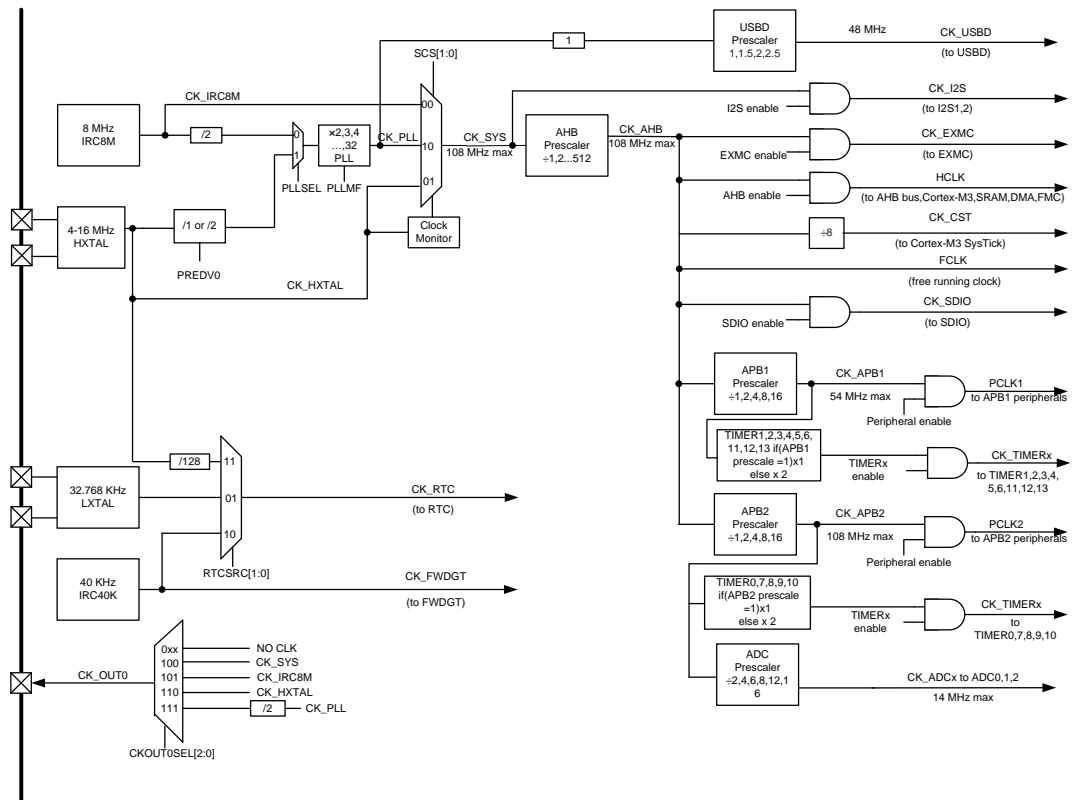 USBD
Prescaler
1,1.5,2,2.5
48 MHz
CK_USBD
(to USBD)
1
SCS[1:0]
CK_IRC8M
8 MHz
IRC8M
/2
0
1
PLLSEL
×2,3,4
…,32
PLL
PLLMF
CK_PLL
00
10
01
CK_SYS
108 MHz max
AHB
Prescaler
÷1,2...512
CK_AHB
108 MHz max
I2S enable
CK_I2S
(to I2S1,2)
EXMC enable
CK_EXMC
(to EXMC)
AHB enable
HCLK
(to AHB bus,Cortex-M3,SRAM,DMA,FMC)
÷8
CK_CST
(to Cortex-M3 SysTick)
FCLK
(free running clock)
SDIO enable
CK_SDIO
(to SDIO)
4-16 MHz
HXTAL
/1 or /2
PREDV0
Clock
Monitor
CK_HXTAL
APB1
Prescaler
÷1,2,4,8,16
CK_APB1
54 MHz max
Peripheral enable
PCLK1
to APB1 peripherals
TIMER1,2,3,4,5,6,
11,12,13 if(APB1
prescale =1)x1
else x 2
TIMERx
enable
CK_TIMERx
to TIMER1,2,3,4,
5,6,11,12,13
/128
11
01
10
RTCSRC[1:0]
32.768 KHz
LXTAL
CK_RTC
(to RTC)
40 KHz
IRC40K
CK_FWDGT
(to FWDGT)
APB2
Prescaler
÷1,2,4,8,16
CK_APB2
108 MHz max
Peripheral enable
PCLK2
to APB2 peripherals
TIMER0,7,8,9,10
if(APB2 prescale
=1)x1
else x 2
TIMERx
enable
CK_TIMERx
to
TIMER0,7,8,9,10
ADC
Prescaler
÷2,4,6,8,12,1
6
CK_ADCx to ADC0,1,2
14 MHz max
CK_OUT0
0xx
100
101
110
111
NO CLK
CK_SYS
CK_IRC8M
CK_HXTAL
/2
CK_PLL
CKOUT0SEL[2:0]